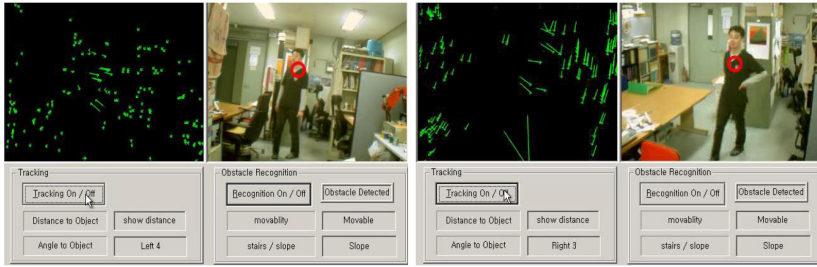 Tracking
Tracking On / Off
Distance to Object
show distance
Angle to Object
Left 4
Obstacle Recognition
Recognition On / Off
Obstacle Detected
movablity
Movable
stairs / slope
Slope
Tracking
Tracking On / Off
Distance to Object
show distance
Angle to Object
Right 3
Obstacle Recognition
Recognition On / Off
Obstacle Detected
movablity
Movable
stairs / slope
Slope